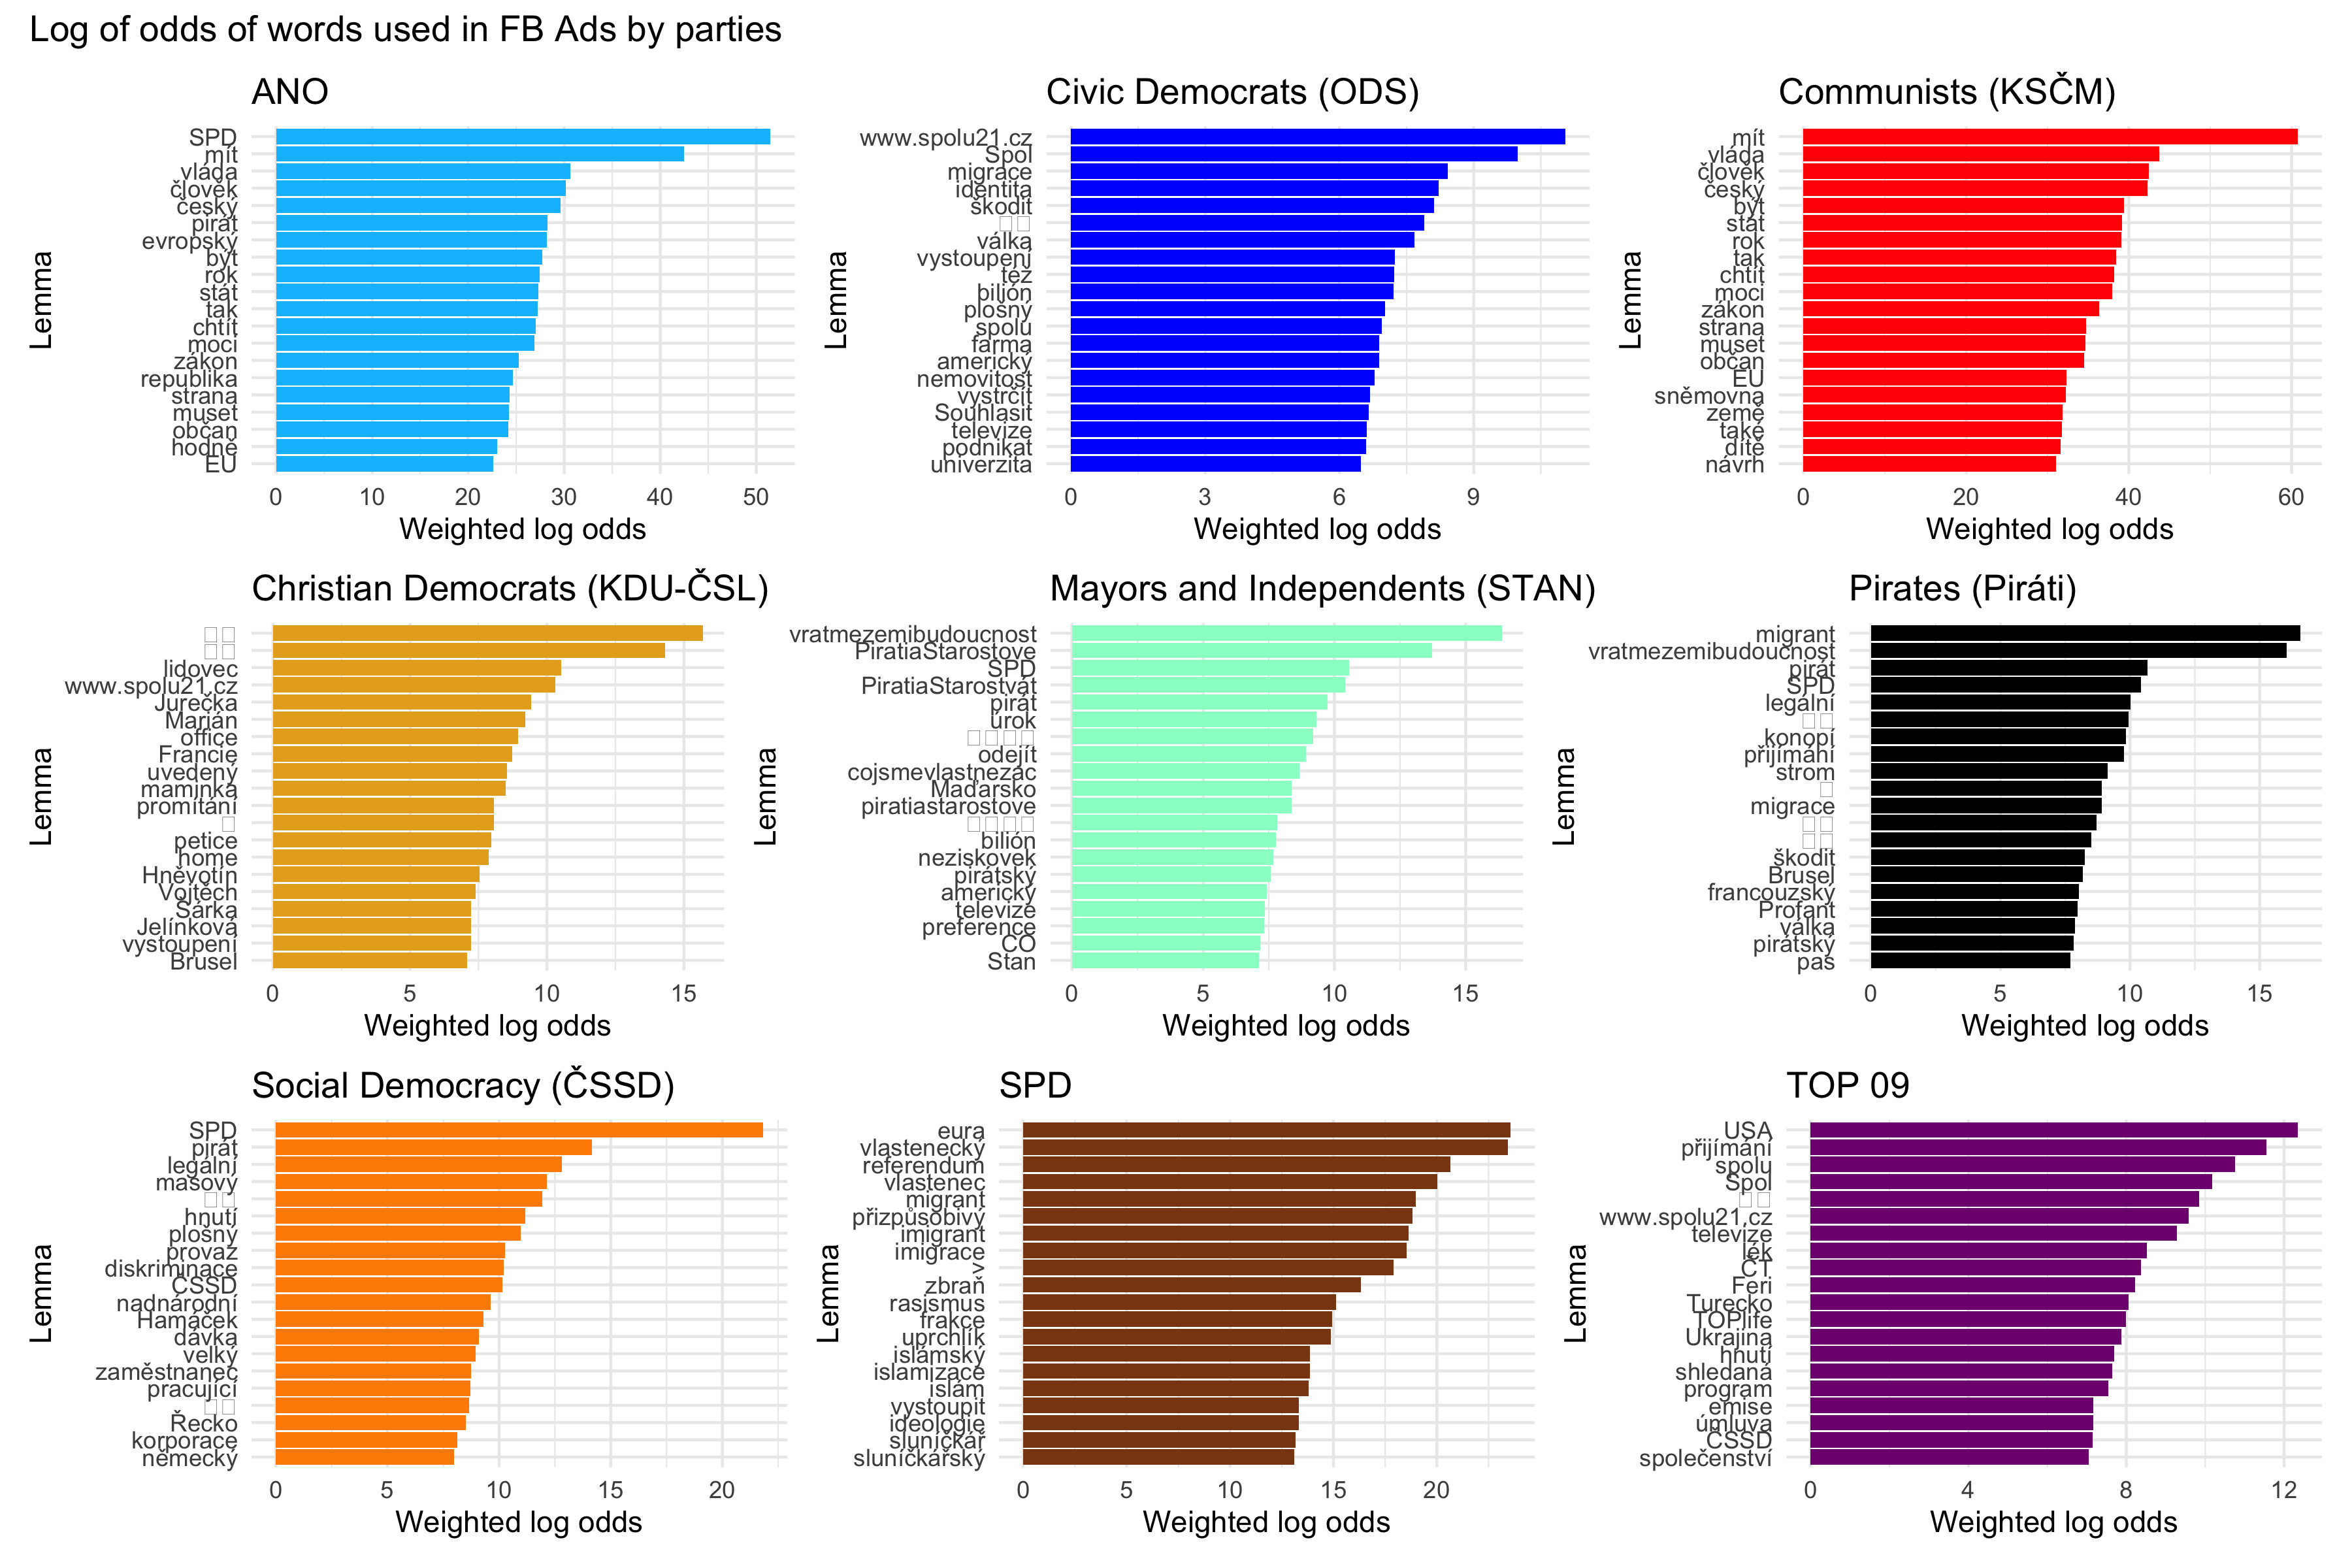 Log of odds of words used in FB Ads by parties
ANO
Lemma
SPD
mít
vláda
člověk
český
pirát
evropský
být
rok
stát
tak
chtít
moci
zákon
republika
strana
muset
občan
hodně
EU
0 10 20 30 40 50
Weighted log odds
Civic Democrats (ODS)
Lemma
www.spolu21.cz
Spol
migrace
identita
škodit
válka
vystoupení
též
bilión
plošný
spolu
farma
americký
nemovitost
vystrčit
Souhlasit
televize
podnikat
univerzita
0 3 6 9
Weighted log odds
Communists (KSČM)
Lemma
mít
vláda
člověk
český
být
stát
rok
tak
chtít
moci
zákon
strana
muset
občan
EU
sněmovna
země
také
dítě
návrh
0 20 40 60
Weighted log odds
Christian Democrats (KDU-ČSL)
Lemma
lidovec
www.spolu21.cz
Jurečka
Marián
office
Francie
uvedený
maminka
promítání
petice
home
Hněvotín
Vojtěch
Šárka
Jelínková
vystoupení
Brusel
0 5 10 15
Weighted log odds
Mayors and Independents (STAN)
Lemma
vratmezemibudoucnost
PiratiaStarostove
SPD
PiratiaStarostvát
pirát
úrok
odejít
cojsmevlastnezac
Maďarsko
piratiastarostove
bilión
neziskovek
pirátský
americký
televize
preference
CO
Stan
0 5 10 15
Weighted log odds
Pirates (Piráti)
Lemma
migrant
vratmezemibudoucnost
pirát
SPD
legální
konopí
přijímání
strom
migrace
škodit
Brusel
francouzský
Profant
válka
pirátský
pas
0 5 10 15
Weighted log odds
Social Democracy (ČSSD)
Lemma
SPD
pirát
legální
masový
hnutí
plošný
provaz
diskriminace
ČSSD
nadnárodní
Hamáček
dávka
velký
zaměstnanec
pracující
Řecko
korporace
německý
0 5 10 15 20
Weighted log odds
SPD
Lemma
eura
vlastenecký
referendum
vlastenec
migrant
přizpůsobivý
imigrant
imigrace
>
zbraň
rasismus
frakce
uprchlík
islámský
islamizace
islám
vystoupit
ideologie
sluníčkář
sluníčkářský
0 5 10 15 20
Weighted log odds
TOP 09
Lemma
USA
přijímání
spolu
Spol
www.spolu21.cz
televize
lék
ČT
Feri
Turecko
TOPlife
Ukrajina
hnutí
shledaná
program
emise
úmluva
ČSSD
společenství
0 4 8 12
Weighted log odds